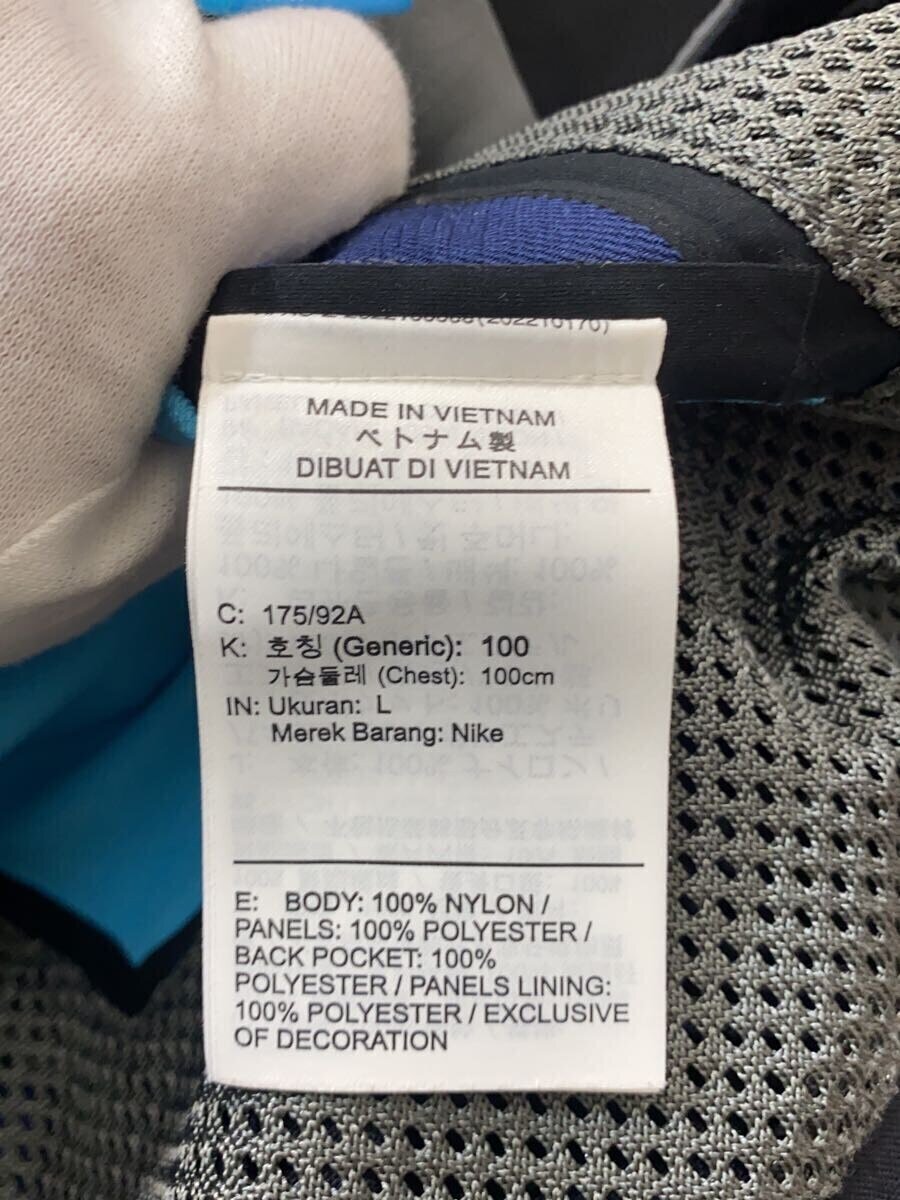 (202216176)
MADE IN VIETNAM
ベトナム製
DIBUAT DI VIETNAM
C: 175/92A
K: 호칭 (Generic): 100
가슴둘레 (Chest): 100cm
IN: Ukuran: L
Merek Barang: Nike
E: BODY: 100% NYLON /
PANELS: 100% POLYESTER /
BACK POCKET: 100%
POLYESTER / PANELS LINING:
100% POLYESTER / EXCLUSIVE
OF DECORATION